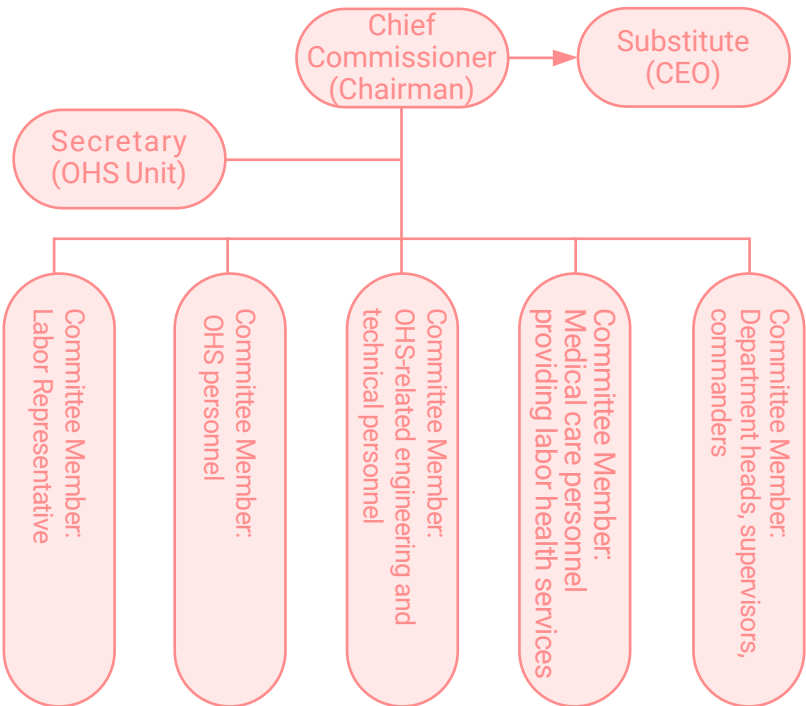 Chief
Commissioner
(Chairman)
Substitute
(CEO)
Secretary
(OHS Unit)
Committee Member:
Labor Representative
Committee Member:
OHS personnel
Committee Member:
OHS-related engineering and
technical personnel
Committee Member:
Medical care personnel
providing labor health services
Committee Member:
Department heads, supervisors,
commanders